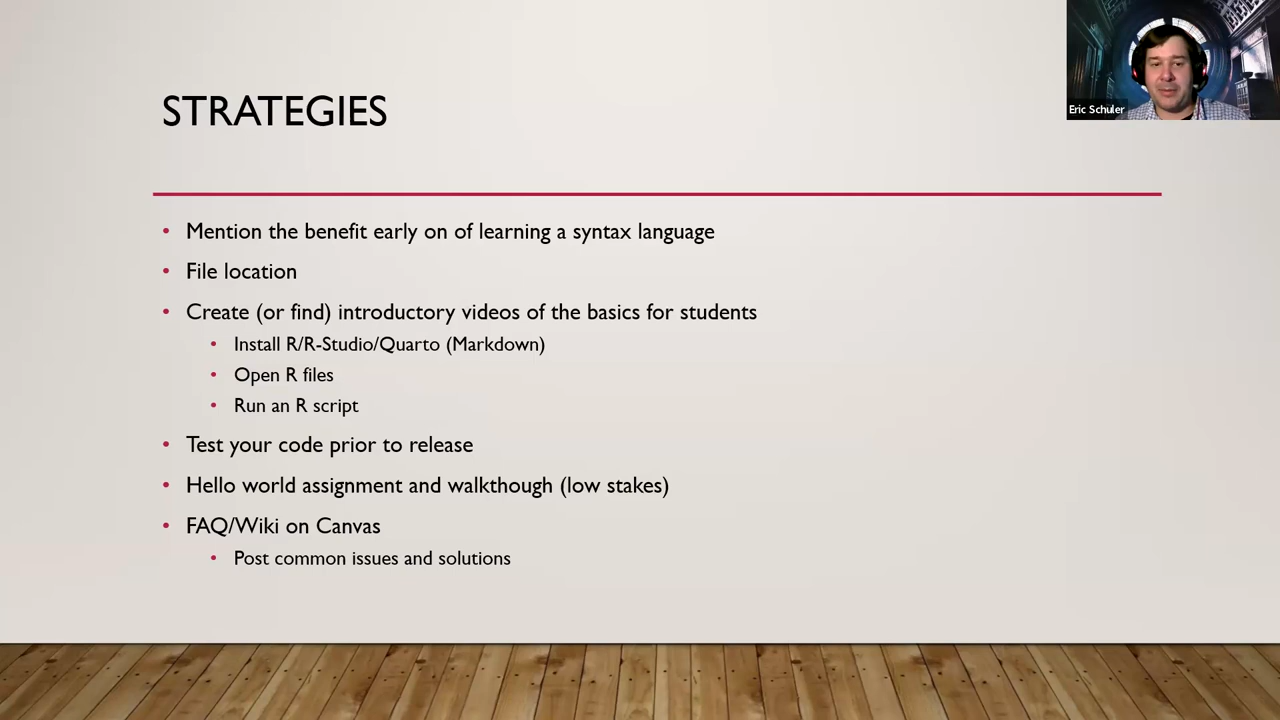 STRATEGIES
Eric Schuler
• Mention the benefit early on of learning a syntax language
• File location
• Create (or find) introductory videos of the basics for students
• Install R/R-Studio/Quarto (Markdown)
• Open R files
• Run an R script
• Test your code prior to release
• Hello world assignment and walkthough (low stakes)
• FAQ/Wiki on Canvas
• Post common issues and solutions